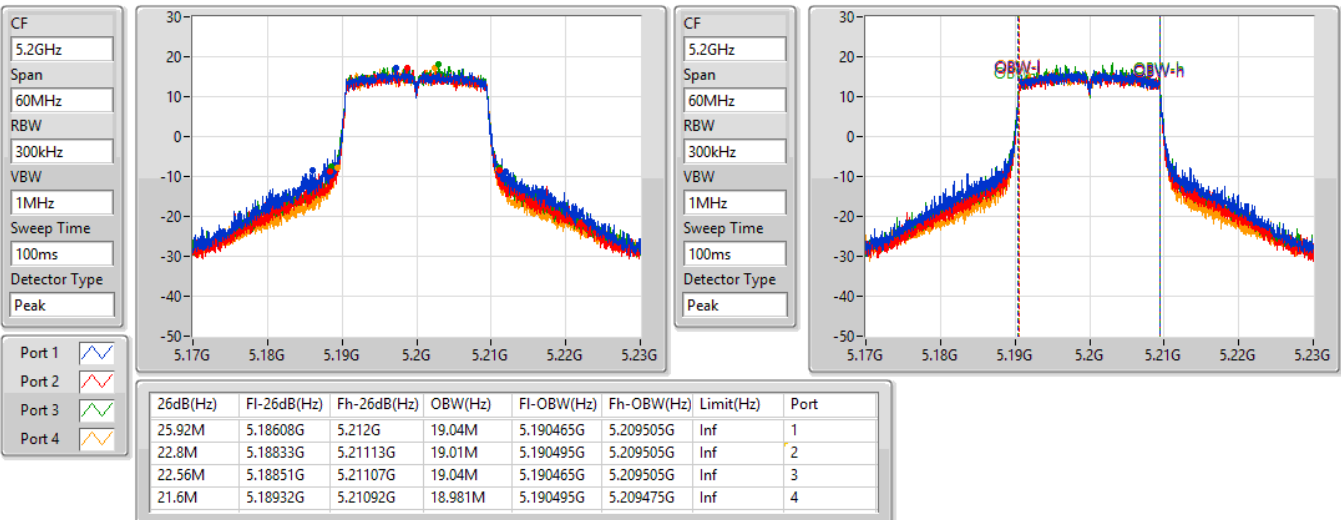 CF
5.2GHz
Span
60MHz
RBW
300kHz
VBW
1MHz
Sweep Time
100ms
Detector Type
Peak
30
20
10
0
-10
-20
-30
-40
-50
5.17G 5.18G 5.19G 5.2G 5.21G 5.22G 5.23G
CF
5.2GHz
Span
60MHz
RBW
300kHz
VBW
1MHz
Sweep Time
100ms
Detector Type
Peak
30
20
10
0
-10
-20
-30
-40
-50
OBW-l OBW-h
5.17G 5.18G 5.19G 5.2G 5.21G 5.22G 5.23G
Port 1
Port 2
Port 3
Port 4
26dB(Hz) Fl-26dB(Hz) Fh-26dB(Hz) OBW(Hz) Fl-OBW(Hz) Fh-OBW(Hz) Limit(Hz) Port
25.92M 5.18608G 5.212G 19.04M 5.190465G 5.209505G Inf 1
22.8M 5.18833G 5.21113G 19.01M 5.190495G 5.209505G Inf 2
22.56M 5.18851G 5.21107G 19.04M 5.190465G 5.209505G Inf 3
21.6M 5.18932G 5.21092G 18.981M 5.190495G 5.209475G Inf 4